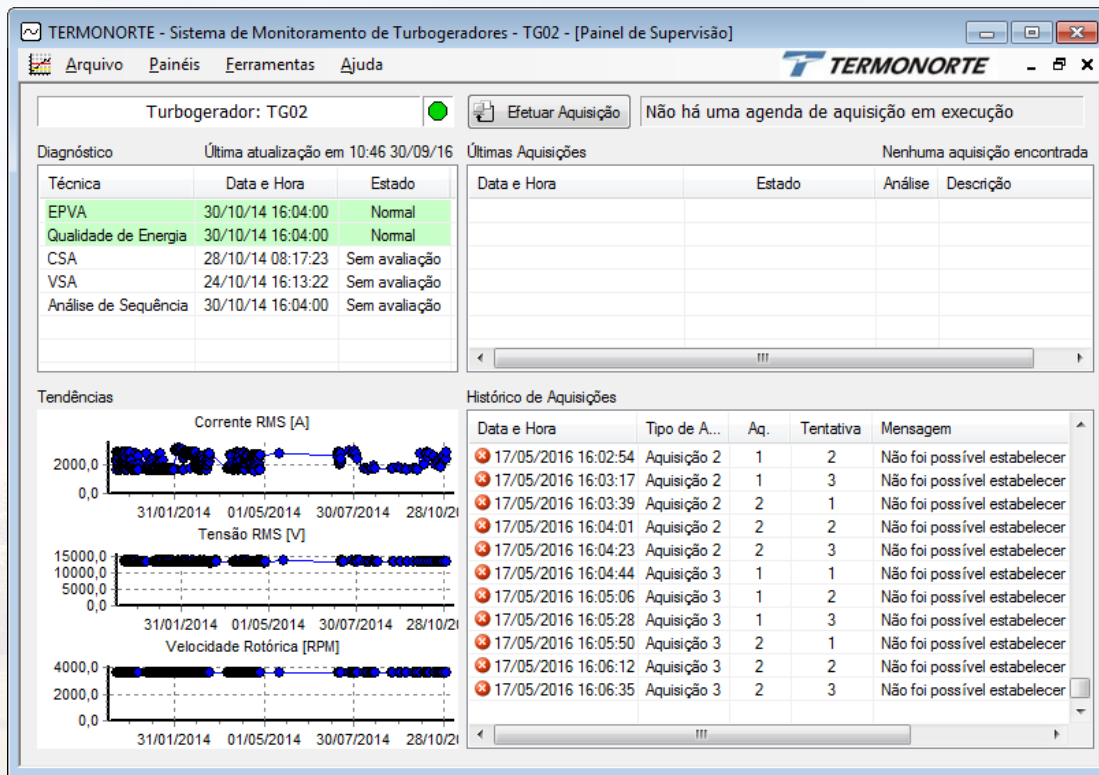 TERMONORTE - Sistema de Monitoramento de Turbogeradores - TG02 - [Painel de Supervisão]
Arquivo Painéis Ferramentas Ajuda TERMONORTE
Turbogerador: TG02 Efetuar Aquisição Não há uma agenda de aquisição em execução
Diagnóstico Última atualização em 10:46 30/09/16
Técnica Data e Hora Estado
EPVA 30/10/14 16:04:00 Normal
Qualidade de Energia 30/10/14 16:04:00 Normal
CSA 28/10/14 08:17:23 Sem avaliação
VSA 24/10/14 16:13:22 Sem avaliação
Análise de Sequência 30/10/14 16:04:00 Sem avaliação
Últimas Aquisições Nenhuma aquisição encontrada
Data e Hora Estado Análise Descrição
Tendências
Corrente RMS [A]
2000,0
0,0
31/01/2014 01/05/2014 30/07/2014 28/10/20
Tensão RMS [V]
15000,0
10000,0
5000,0
0,0
31/01/2014 01/05/2014 30/07/2014 28/10/20
Velocidade Rotórica [RPM]
4000,0
2000,0
0,0
31/01/2014 01/05/2014 30/07/2014 28/10/20
Histórico de Aquisições
Data e Hora Tipo de A... Aq. Tentativa Mensagem
17/05/2016 16:02:54 Aquisição 2 1 2 Não foi possível estabelecer
17/05/2016 16:03:17 Aquisição 2 1 3 Não foi possível estabelecer
17/05/2016 16:03:39 Aquisição 2 2 1 Não foi possível estabelecer
17/05/2016 16:04:01 Aquisição 2 2 2 Não foi possível estabelecer
17/05/2016 16:04:23 Aquisição 2 2 3 Não foi possível estabelecer
17/05/2016 16:04:44 Aquisição 3 1 1 Não foi possível estabelecer
17/05/2016 16:05:06 Aquisição 3 1 2 Não foi possível estabelecer
17/05/2016 16:05:28 Aquisição 3 1 3 Não foi possível estabelecer
17/05/2016 16:05:50 Aquisição 3 2 1 Não foi possível estabelecer
17/05/2016 16:06:12 Aquisição 3 2 2 Não foi possível estabelecer
17/05/2016 16:06:35 Aquisição 3 2 3 Não foi possível estabelecer